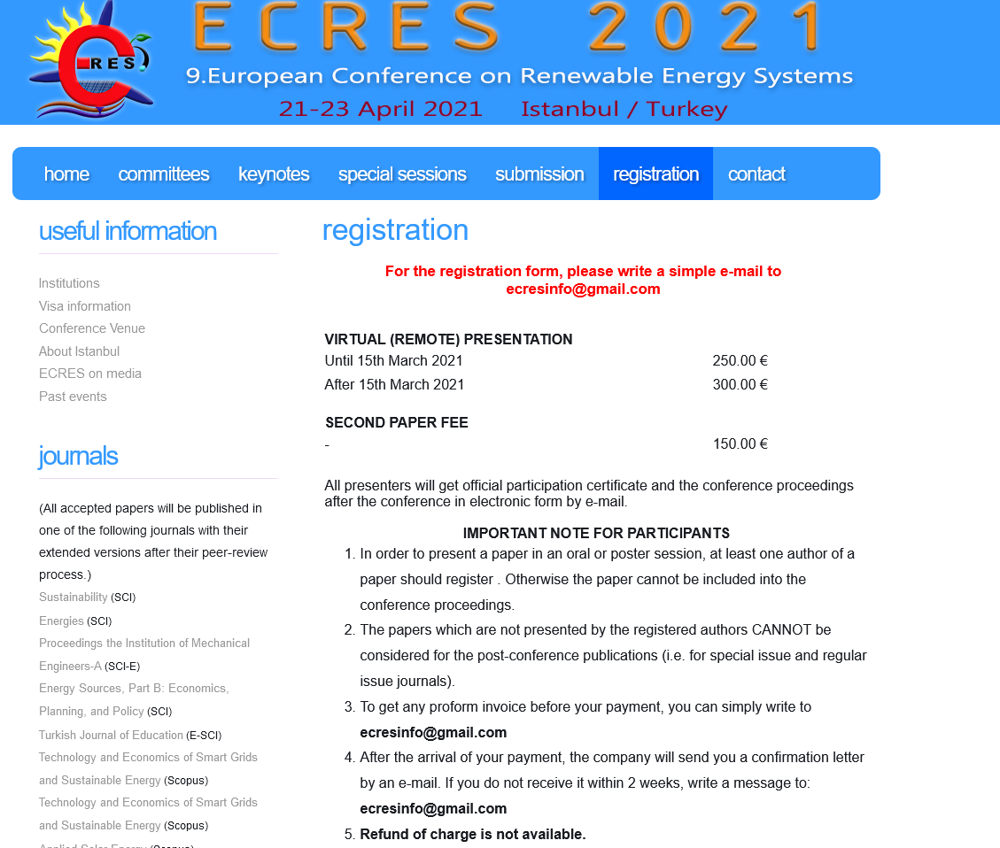 ECRES 2021
RES
9.European Conference on Renewable Energy Systems
21-23 April 2021 Istanbul / Turkey
home committees keynotes special sessions submission registration contact
useful information
Institutions
Visa information
Conference Venue
About Istanbul
ECRES on media
Past events
journals
(All accepted papers will be published in
one of the following journals with their
extended versions after their peer-review
process.)
Sustainability (SCI)
Energies (SCI)
Proceedings the Institution of Mechanical
Engineers-A (SCI-E)
Energy Sources, Part B: Economics,
Planning, and Policy (SCI)
Turkish Journal of Education (E-SCI)
Technology and Economics of Smart Grids
and Sustainable Energy (Scopus)
Technology and Economics of Smart Grids
and Sustainable Energy (Scopus)
Applied Solar Energy (Scopus)
registration
For the registration form, please write a simple e-mail to
ecresinfo@gmail.com
VIRTUAL (REMOTE) PRESENTATION
Until 15th March 2021 250.00 €
After 15th March 2021 300.00 €
SECOND PAPER FEE
- 150.00 €
All presenters will get official participation certificate and the conference proceedings
after the conference in electronic form by e-mail.
IMPORTANT NOTE FOR PARTICIPANTS
1. In order to present a paper in an oral or poster session, at least one author of a
paper should register . Otherwise the paper cannot be included into the
conference proceedings.
2. The papers which are not presented by the registered authors CANNOT be
considered for the post-conference publications (i.e. for special issue and regular
issue journals).
3. To get any proform invoice before your payment, you can simply write to
ecresinfo@gmail.com
4. After the arrival of your payment, the company will send you a confirmation letter
by an e-mail. If you do not receive it within 2 weeks, write a message to:
ecresinfo@gmail.com
5. Refund of charge is not available.